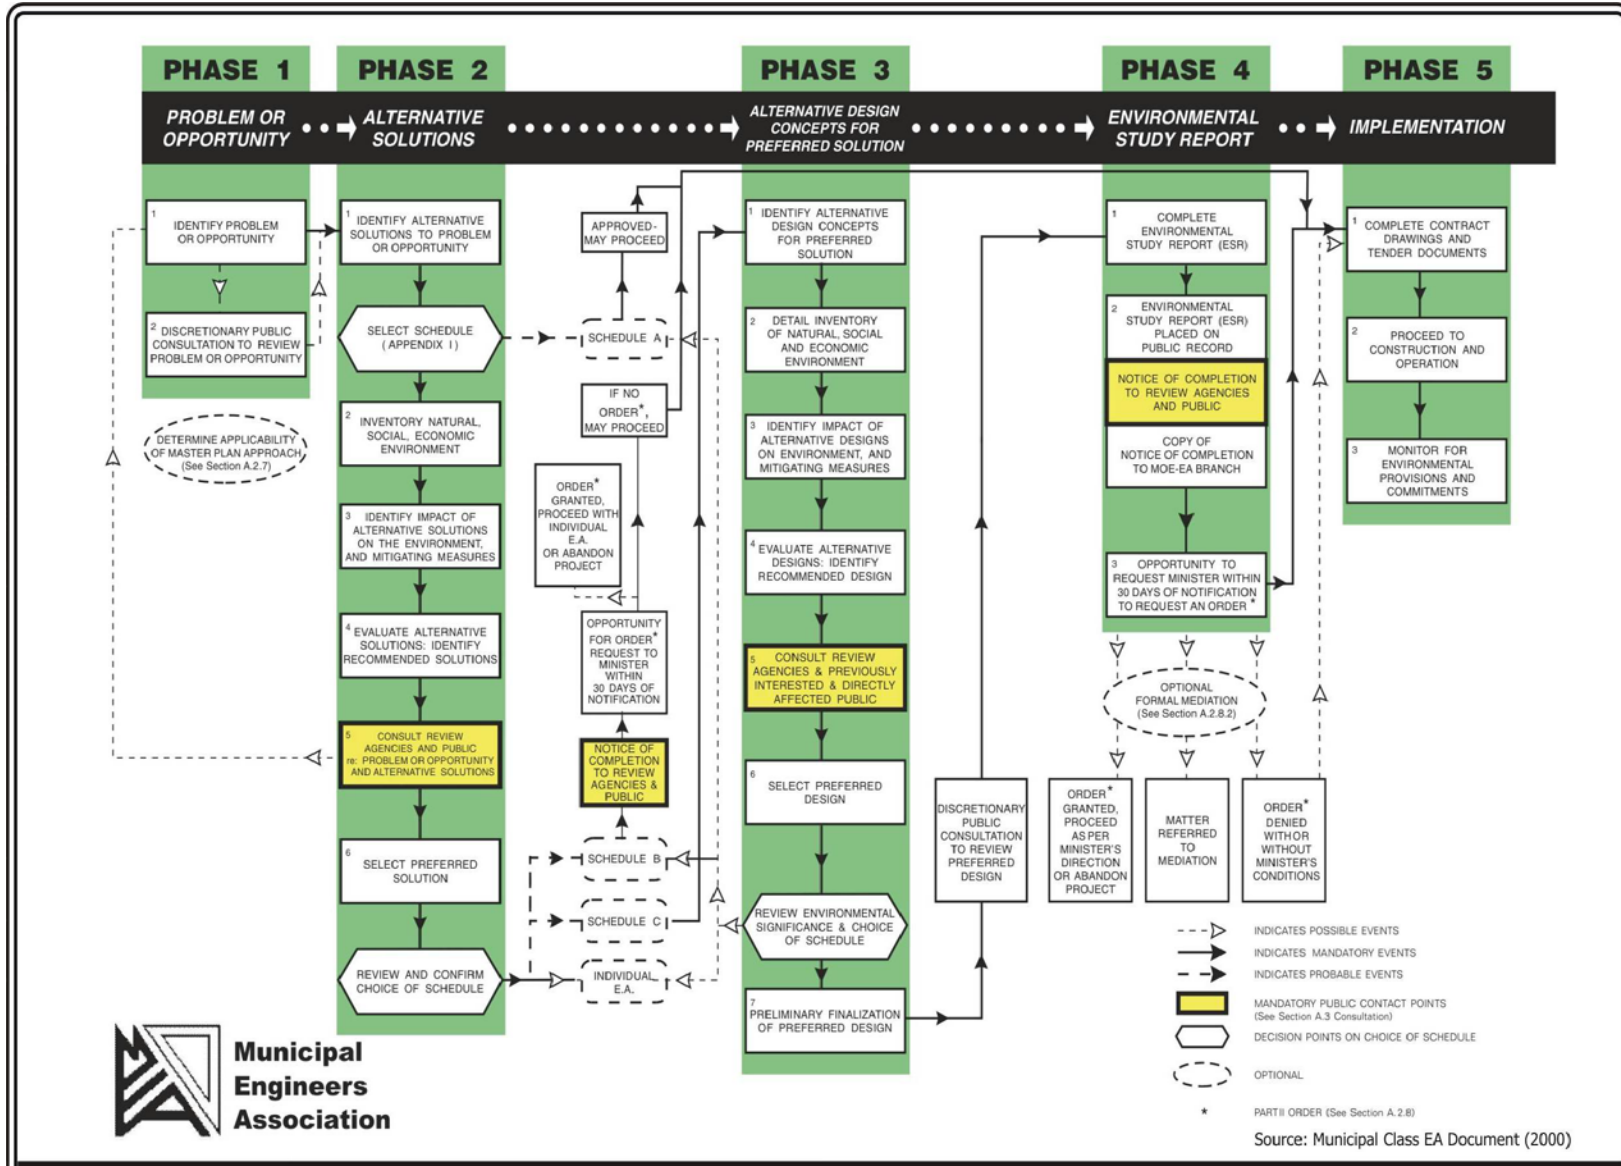 PHASE 1
PROBLEM OR
OPPORTUNITY
1
IDENTIFY PROBLEM
OR OPPORTUNITY
2
DISCRETIONARY PUBLIC
CONSULTATION TO REVIEW
PROBLEM OR OPPORTUNITY
DETERMINE APPLICABILITY
OF MASTER PLAN APPROACH
(See Section A.2.7)
PHASE 2
ALTERNATIVE
SOLUTIONS
1
IDENTIFY ALTERNATIVE
SOLUTIONS TO PROBLEM
OR OPPORTUNITY
SELECT SCHEDULE
(APPENDIX I)
2
INVENTORY NATURAL,
SOCIAL, ECONOMIC
ENVIRONMENT
3
IDENTIFY IMPACT OF
ALTERNATIVE SOLUTIONS
ON THE ENVIRONMENT,
AND MITIGATING MEASURES
4
EVALUATE ALTERNATIVE
SOLUTIONS: IDENTIFY
RECOMMENDED SOLUTIONS
5
CONSULT REVIEW
AGENCIES AND PUBLIC
re: PROBLEM OR OPPORTUNITY
AND ALTERNATIVE SOLUTIONS
6
SELECT PREFERRED
SOLUTION
REVIEW AND CONFIRM
CHOICE OF SCHEDULE
APPROVED-
MAY PROCEED
SCHEDULE A
IF NO
ORDER*,
MAY PROCEED
ORDER*
GRANTED,
PROCEED WITH
INDIVIDUAL
E.A.
OR ABANDON
PROJECT
OPPORTUNITY
FOR ORDER*
REQUEST TO
MINISTER
WITHIN
30 DAYS OF
NOTIFICATION
NOTICE OF
COMPLETION
TO REVIEW
AGENCIES &
PUBLIC
SCHEDULE B
SCHEDULE C
INDIVIDUAL
E.A.
PHASE 3
ALTERNATIVE DESIGN
CONCEPTS FOR
PREFERRED SOLUTION
1
IDENTIFY ALTERNATIVE
DESIGN CONCEPTS
FOR PREFERRED
SOLUTION
2
DETAIL INVENTORY
OF NATURAL, SOCIAL
AND ECONOMIC
ENVIRONMENT
3
IDENTIFY IMPACT OF
ALTERNATIVE DESIGNS
ON ENVIRONMENT, AND
MITIGATING MEASURES
4
EVALUATE ALTERNATIVE
DESIGNS: IDENTIFY
RECOMMENDED DESIGN
5
CONSULT REVIEW
AGENCIES & PREVIOUSLY
INTERESTED & DIRECTLY
AFFECTED PUBLIC
6
SELECT PREFERRED
DESIGN
REVIEW ENVIRONMENTAL
SIGNIFICANCE & CHOICE
OF SCHEDULE
7
PRELIMINARY FINALIZATION
OF PREFERRED DESIGN
DISCRETIONARY
PUBLIC
CONSULTATION
TO REVIEW
PREFERRED
DESIGN
PHASE 4
ENVIRONMENTAL
STUDY REPORT
1
COMPLETE
ENVIRONMENTAL
STUDY REPORT (ESR)
2
ENVIRONMENTAL
STUDY REPORT (ESR)
PLACED ON
PUBLIC RECORD
NOTICE OF COMPLETION
TO REVIEW AGENCIES
AND PUBLIC
COPY OF
NOTICE OF COMPLETION
TO MOE-EA BRANCH
3
OPPORTUNITY TO
REQUEST MINISTER WITHIN
30 DAYS OF NOTIFICATION
TO REQUEST AN ORDER*
OPTIONAL
FORMAL MEDIATION
(See Section A.2.8.2)
ORDER*
GRANTED,
PROCEED
AS PER
MINISTER'S
DIRECTION
OR ABANDON
PROJECT
MATTER
REFERRED
TO
MEDIATION
ORDER*
DENIED
WITH OR
WITHOUT
MINISTER'S
CONDITIONS
PHASE 5
IMPLEMENTATION
1
COMPLETE CONTRACT
DRAWINGS AND
TENDER DOCUMENTS
2
PROCEED TO
CONSTRUCTION AND
OPERATION
3
MONITOR FOR
ENVIRONMENTAL
PROVISIONS AND
COMMITMENTS
INDICATES POSSIBLE EVENTS
INDICATES MANDATORY EVENTS
INDICATES PROBABLE EVENTS
MANDATORY PUBLIC CONTACT POINTS
(See Section A.3 Consultation)
DECISION POINTS ON CHOICE OF SCHEDULE
OPTIONAL
* PART II ORDER (See Section A.2.8)
Municipal
Engineers
Association
Source: Municipal Class EA Document (2000)